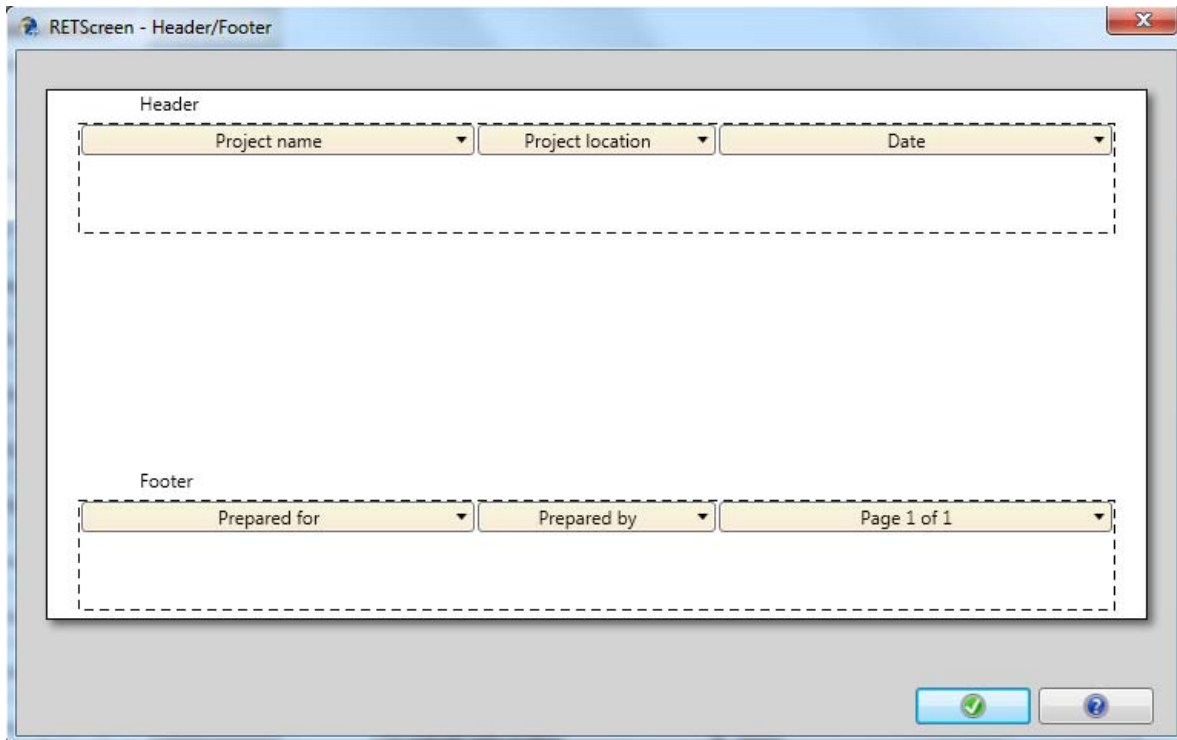 RETScreen - Header/Footer
Header
Project name Project location Date
Footer
Prepared for Prepared by Page 1 of 1